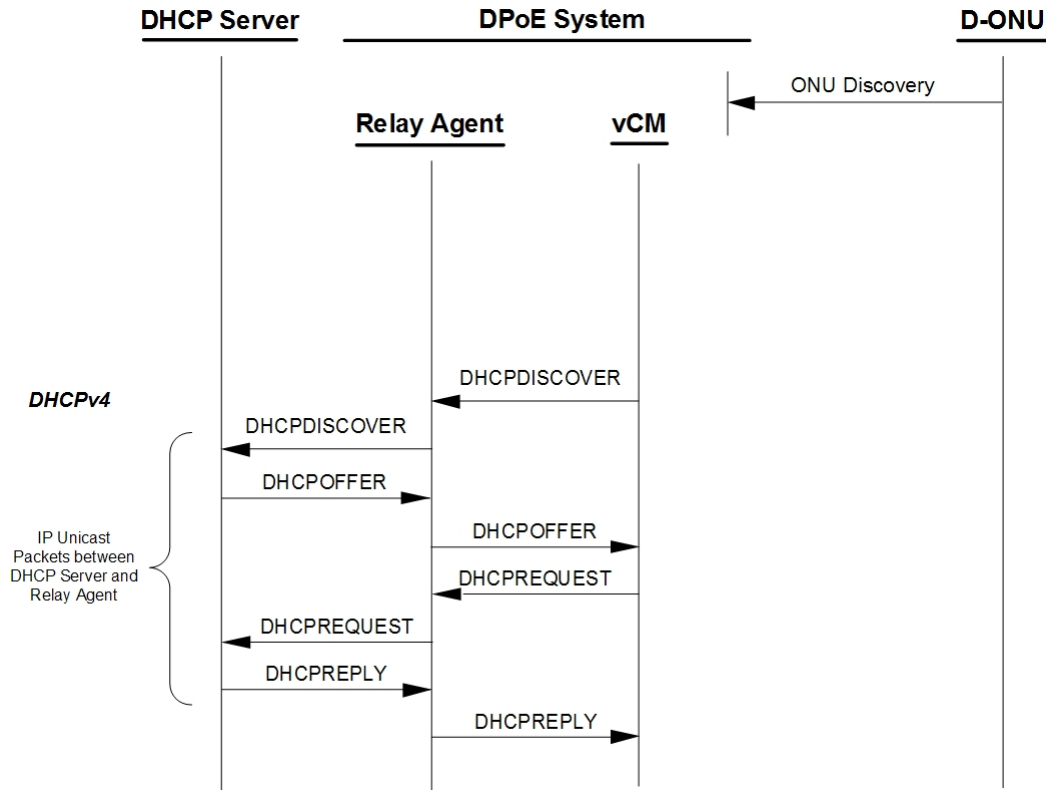 DHCP Server
DPoE System
D-ONU
ONU Discovery
Relay Agent
vCM
DHCPDISCOVER
DHCPv4
DHCPDISCOVER
DHCPOFFER
DHCPOFFER
IP Unicast
Packets between
DHCP Server and
Relay Agent
DHCPREQUEST
DHCPREQUEST
DHCPREPLY
DHCPREPLY